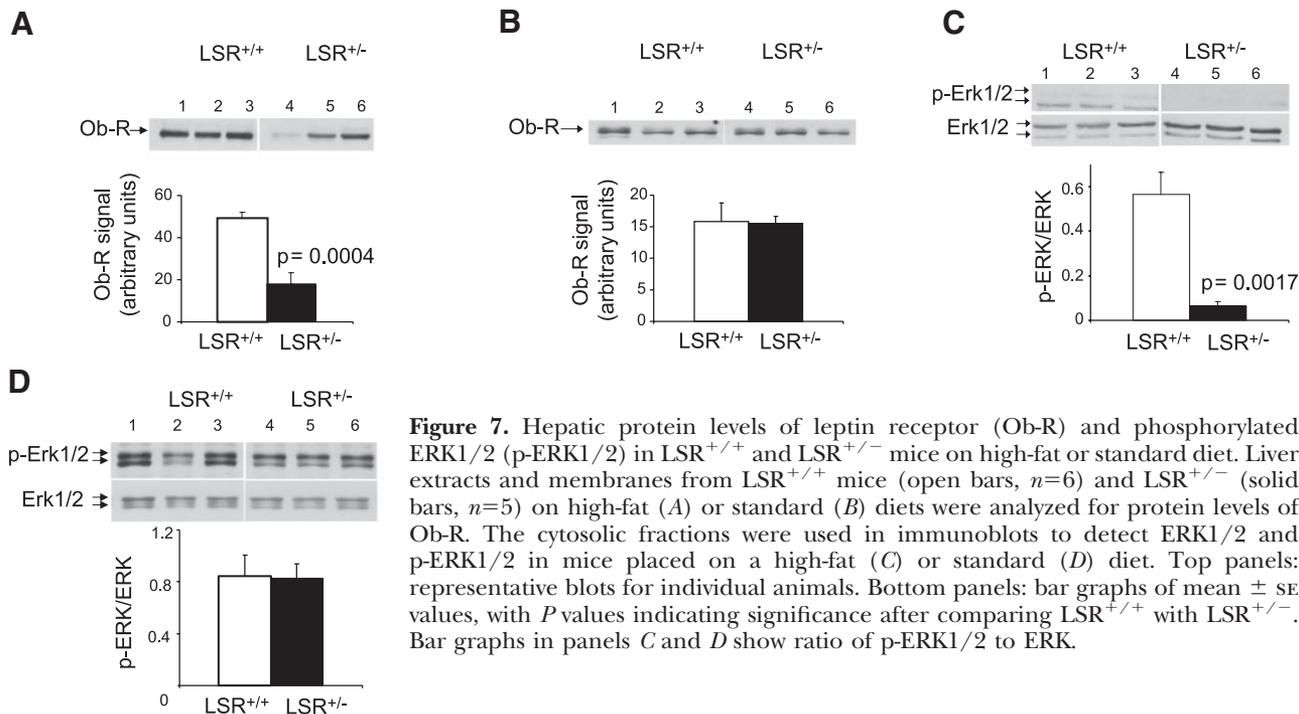 A
LSR+/+ LSR+/-
1 2 3 4 5 6
Ob-R
Ob-R signal
(arbitrary units)
60
40
20
0
p= 0.0004
LSR+/+ LSR+/-
B
LSR+/+ LSR+/-
1 2 3 4 5 6
Ob-R
Ob-R signal
(arbitrary units)
20
15
10
5
0
LSR+/+ LSR+/-
C
LSR+/+ LSR+/-
1 2 3 4 5 6
p-Erk1/2
Erk1/2
p-ERK/ERK
0.6
0.4
0.2
0
p= 0.0017
LSR+/+ LSR+/-
D
LSR+/+ LSR+/-
1 2 3 4 5 6
p-Erk1/2
Erk1/2
p-ERK/ERK
1.2
0.8
0.4
0
LSR+/+ LSR+/-
Figure 7. Hepatic protein levels of leptin receptor (Ob-R) and phosphorylated
ERK1/2 (p-ERK1/2) in LSR+/+ and LSR+/− mice on high-fat or standard diet. Liver
extracts and membranes from LSR+/+ mice (open bars, n=6) and LSR+/− (solid
bars, n=5) on high-fat (A) or standard (B) diets were analyzed for protein levels of
Ob-R. The cytosolic fractions were used in immunoblots to detect ERK1/2 and
p-ERK1/2 in mice placed on a high-fat (C) or standard (D) diet. Top panels:
representative blots for individual animals. Bottom panels: bar graphs of mean ± SE
values, with P values indicating significance after comparing LSR+/+ with LSR+/−.
Bar graphs in panels C and D show ratio of p-ERK1/2 to ERK.